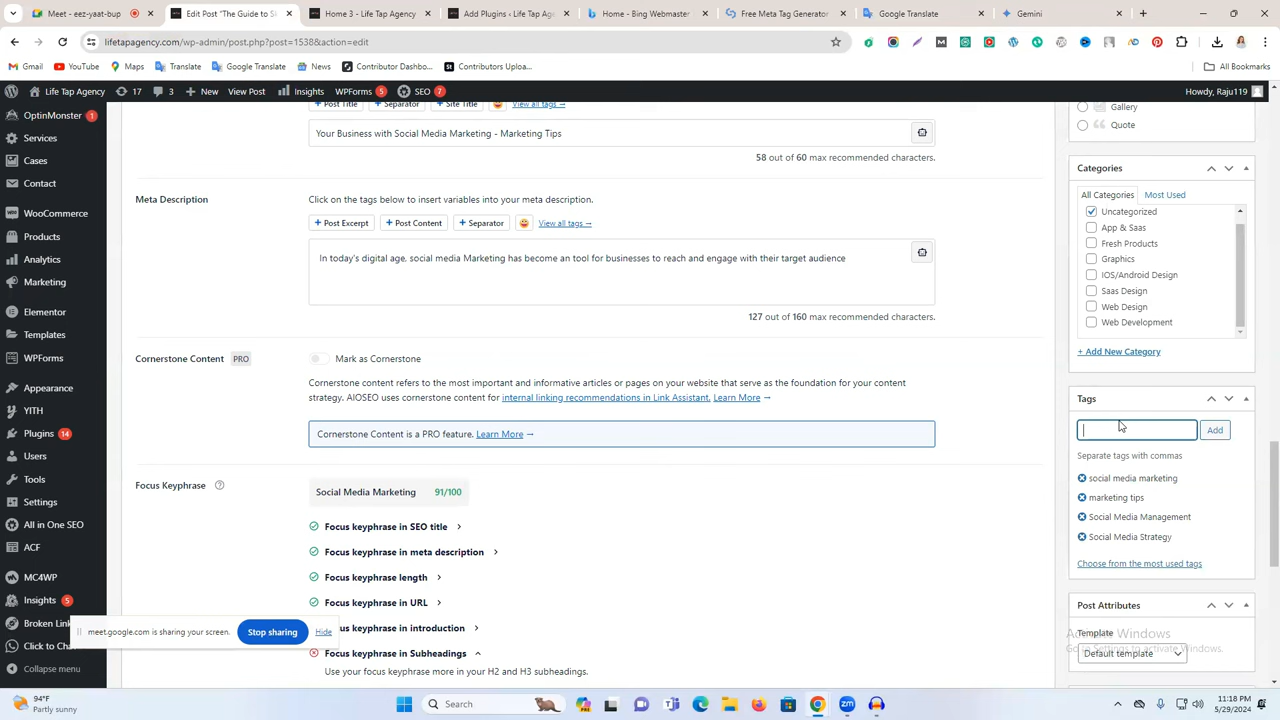 Meet - eez-yaat-bup
Edit Post "The Guide to S
Home 3 - Life Tap Agency
Add Plugins - Life Tap Agency
Home - Bing Webmaster
Free Meta Tag Generator
Google Translate
Gemini
lifetapagency.com/wp-admin/post.php?post=1538&action=edit
Gmail
YouTube
Maps
Translate
Google Translate
News
Contributor Dashboa...
Contributors Uploa...
All Bookmarks
Life Tap Agency
17
3
New
View Post
Insights
WPForms 5
SEO 7
Howdy, Raju119
OptinMonster 1
Services
Cases
Contact
WooCommerce
Products
Analytics
Marketing
Elementor
Templates
WPForms
Appearance
YITH
Plugins 14
Users
Tools
Settings
All in One SEO
ACF
MC4WP
Insights 5
Broken Link
Click to Cha
Collapse menu
+ Post Title
+ Separator
+ Site Title
View all tags →
Your Business with Social Media Marketing - Marketing Tips
58 out of 60 max recommended characters.
Meta Description
Click on the tags below to insert variables into your meta description.
+ Post Excerpt
+ Post Content
+ Separator
View all tags →
In today's digital age, social media Marketing has become an tool for businesses to reach and engage with their target audience
127 out of 160 max recommended characters.
Cornerstone Content PRO
Mark as Cornerstone
Cornerstone content refers to the most important and informative articles or pages on your website that serve as the foundation for your content
strategy. AIOSEO uses cornerstone content for internal linking recommendations in Link Assistant. Learn More →
Cornerstone Content is a PRO feature. Learn More →
Focus Keyphrase
Social Media Marketing 91/100
Focus keyphrase in SEO title
Focus keyphrase in meta description
Focus keyphrase length
Focus keyphrase in URL
keyphrase in introduction
Focus keyphrase in Subheadings
Use your focus keyphrase more in your H2 and H3 subheadings.
meet.google.com is sharing your screen.
Stop sharing
Hide
Gallery
Quote
Categories
All Categories
Most Used
Uncategorized
App & Saas
Fresh Products
Graphics
IOS/Android Design
Saas Design
Web Design
Web Development
+ Add New Category
Tags
Add
Separate tags with commas
social media marketing
marketing tips
Social Media Management
Social Media Strategy
Choose from the most used tags
Post Attributes
Template
Default template
Activate Windows
Go to Settings to activate Windows.
94°F
Partly sunny
Search
11:18 PM
5/29/2024